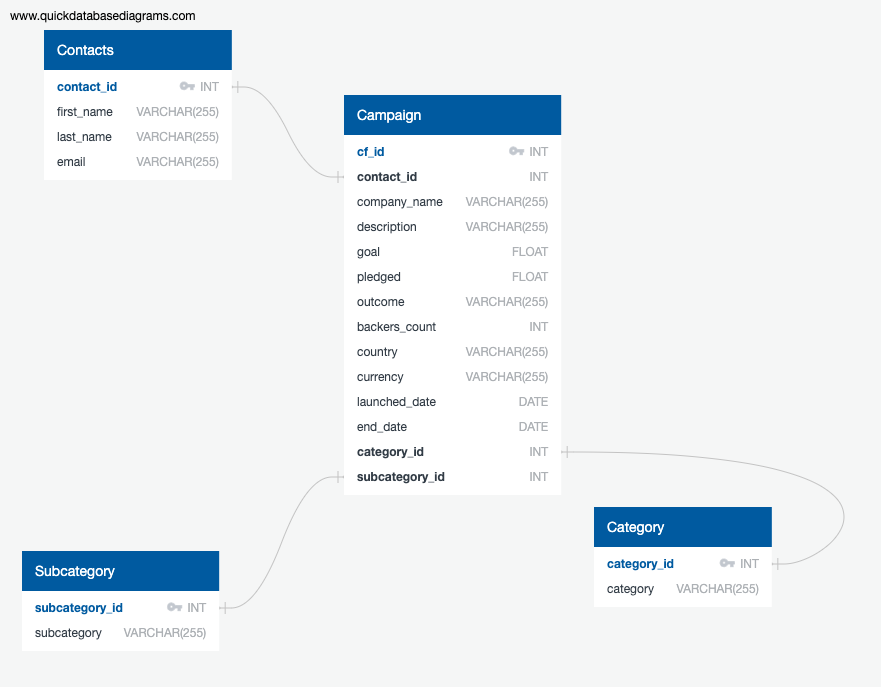 www.quickdatabasediagrams.com
Contacts
contact_id INT
first_name VARCHAR(255)
last_name VARCHAR(255)
email VARCHAR(255)
Campaign
cf_id INT
contact_id INT
company_name VARCHAR(255)
description VARCHAR(255)
goal FLOAT
pledged FLOAT
outcome VARCHAR(255)
backers_count INT
country VARCHAR(255)
currency VARCHAR(255)
launched_date DATE
end_date DATE
category_id INT
subcategory_id INT
Category
category_id INT
category VARCHAR(255)
Subcategory
subcategory_id INT
subcategory VARCHAR(255)